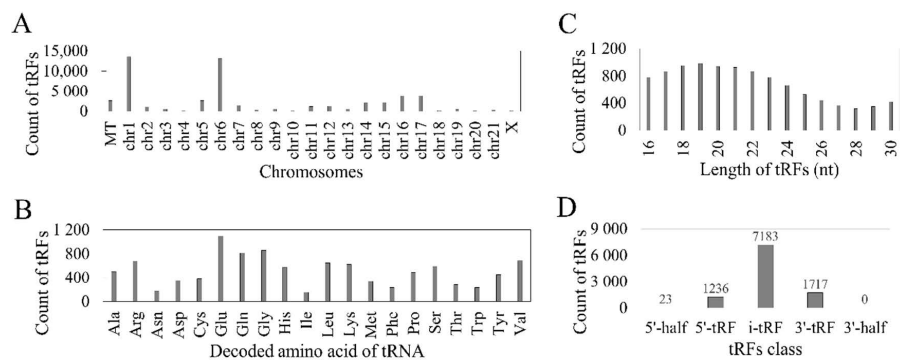 A
Count of tRFs
15,000
10,000
5 000
0
MT
chr1
chr2
chr3
chr4
chr5
chr6
chr7
chr8
chr9
chr10
chr11
chr12
chr13
chr14
chr15
chr16
chr17
chr18
chr19
chr20
chr21
X
Chromosomes
B
Count of tRFs
1 200
800
400
0
Ala
Arg
Asn
Asp
Cys
Glu
Gln
Gly
His
Ile
Leu
Lys
Met
Phe
Pro
Ser
Thr
Trp
Tyr
Val
Decoded amino acid of tRNA
C
Count of tRFs
1 200
800
400
0
16
18
20
22
24
26
28
30
Length of tRFs (nt)
D
Count of tRFs
9 000
6 000
3 000
0
23
1236
7183
1717
0
5'-half
5'-tRF
i-tRF
3'-tRF
3'-half
tRFs class